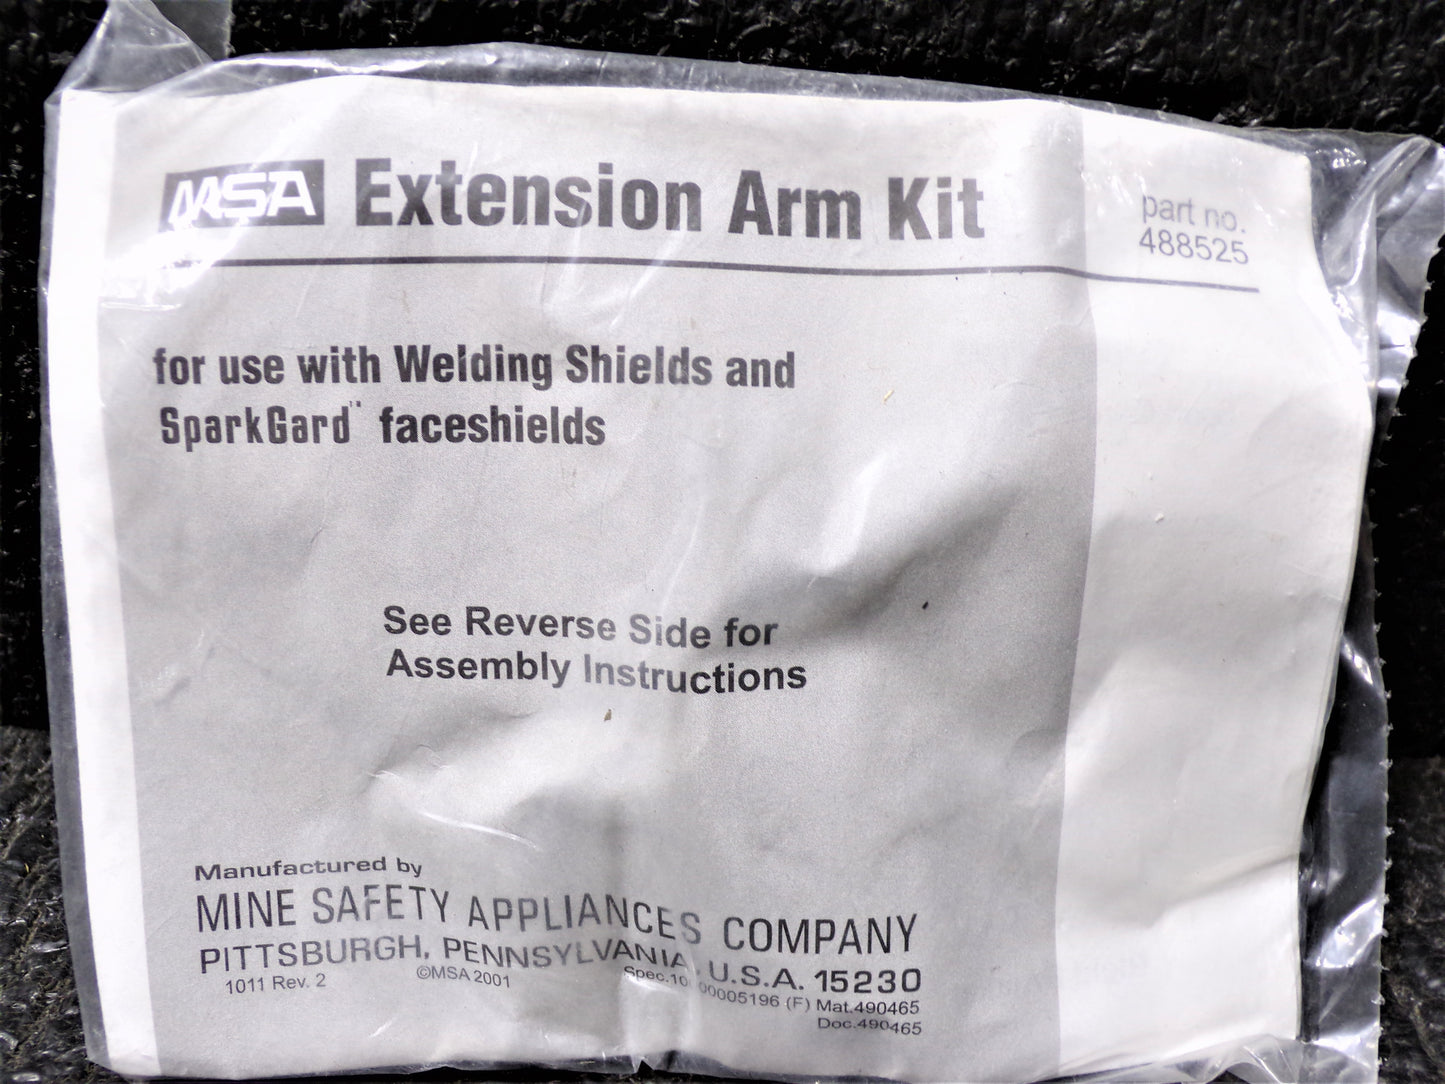 MSA Extension Arm Kit
part no.
488525
for use with Welding Shields and
SparkGard™ faceshields
See Reverse Side for
Assembly Instructions
Manufactured by
MINE SAFETY APPLIANCES COMPANY
PITTSBURGH, PENNSYLVANIA, U.S.A. 15230
1011 Rev. 2 ©MSA 2001 (F) Mat.490465
Doc.490465